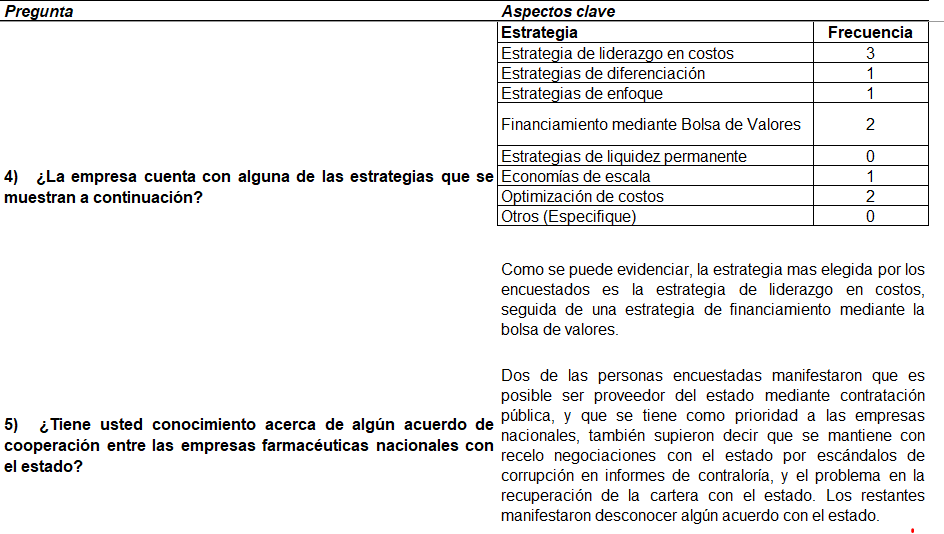 Pregunta Aspectos clave
Estrategia Frecuencia
Estrategia de liderazgo en costos 3
Estrategias de diferenciación 1
Estrategias de enfoque 1
Financiamiento mediante Bolsa de Valores 2
Estrategias de liquidez permanente 0
Economías de escala 1
Optimización de costos 2
Otros (Especifique) 0
4) ¿La empresa cuenta con alguna de las estrategias que se
muestran a continuación?
Como se puede evidenciar, la estrategia mas elegida por los
encuestados es la estrategia de liderazgo en costos,
seguida de una estrategia de financiamiento mediante la
bolsa de valores.
5) ¿Tiene usted conocimiento acerca de algún acuerdo de
cooperación entre las empresas farmacéuticas nacionales con
el estado?
Dos de las personas encuestadas manifestaron que es
posible ser proveedor del estado mediante contratación
pública, y que se tiene como prioridad a las empresas
nacionales, también supieron decir que se mantiene con
recelo negociaciones con el estado por escándalos de
corrupción en informes de contraloría, y el problema en la
recuperación de la cartera con el estado. Los restantes
manifestaron desconocer algún acuerdo con el estado.